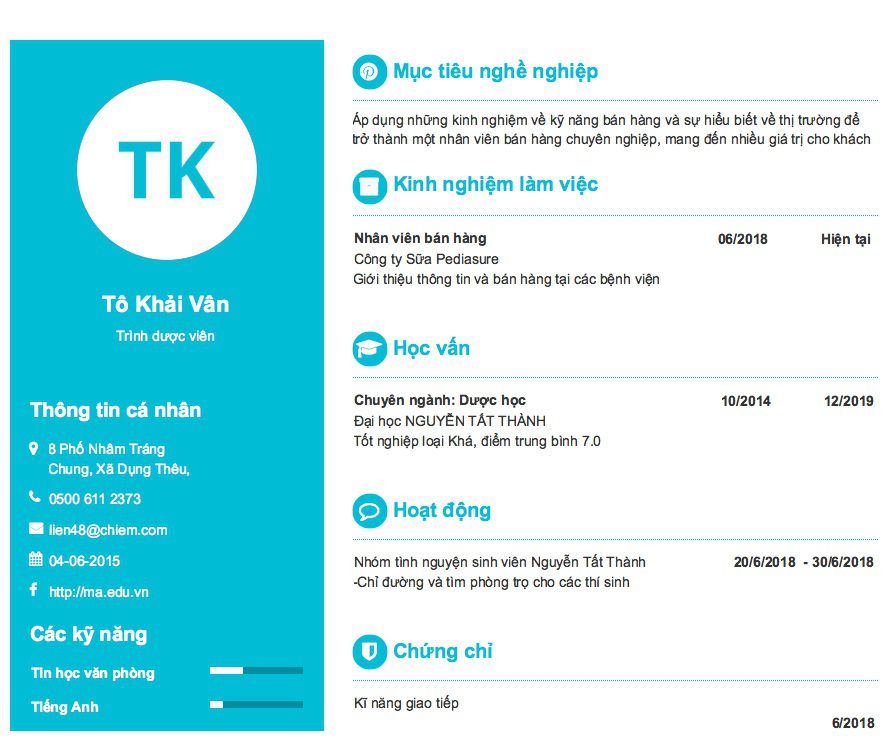 TK
Tô Khải Vân
Trình dược viên
Thông tin cá nhân
8 Phố Nhâm Tráng
Chung, Xã Dụng Thêu,
0500 611 2373
lien48@chiem.com
04-06-2015
http://ma.edu.vn
Các kỹ năng
Tin học văn phòng
Tiếng Anh
Mục tiêu nghề nghiệp
Áp dụng những kinh nghiệm về kỹ năng bán hàng và sự hiểu biết về thị trường để
trở thành một nhân viên bán hàng chuyên nghiệp, mang đến nhiều giá trị cho khách
Kinh nghiệm làm việc
Nhân viên bán hàng 06/2018 Hiện tại
Công ty Sữa Pediasure
Giới thiệu thông tin và bán hàng tại các bệnh viện
Học vấn
Chuyên ngành: Dược học 10/2014 12/2019
Đại học NGUYỄN TẤT THÀNH
Tốt nghiệp loại Khá, điểm trung bình 7.0
Hoạt động
Nhóm tình nguyện sinh viên Nguyễn Tất Thành 20/6/2018 - 30/6/2018
-Chỉ đường và tìm phòng trọ cho các thí sinh
Chứng chỉ
Kĩ năng giao tiếp
6/2018